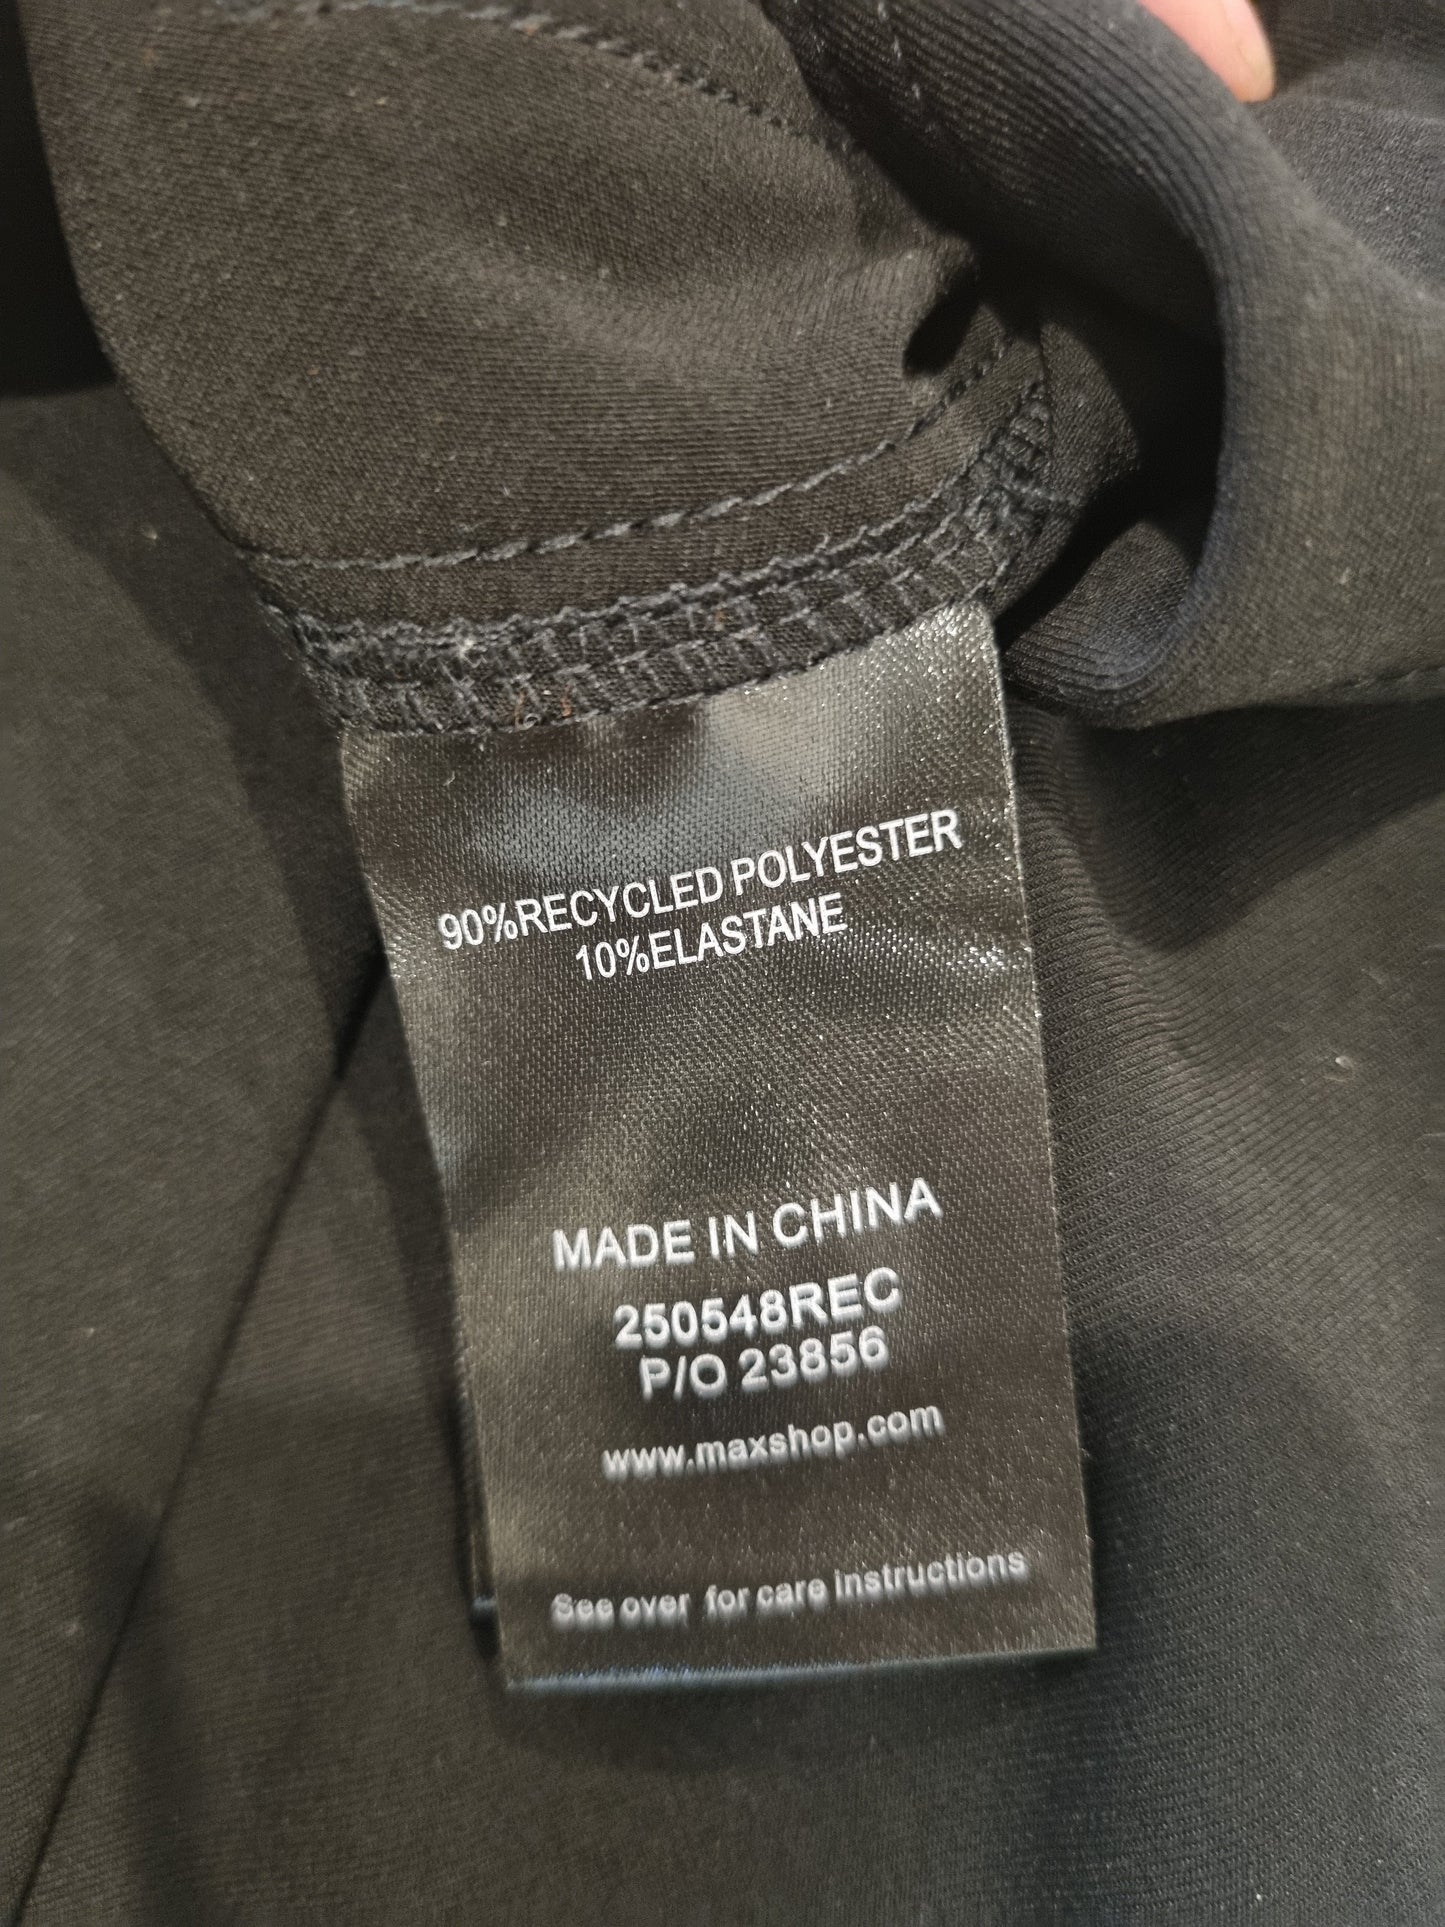 90%RECYCLED POLYESTER
10%ELASTANE
MADE IN CHINA
250548REC
P/O 23856
www.maxshop.com
See over for care instructions